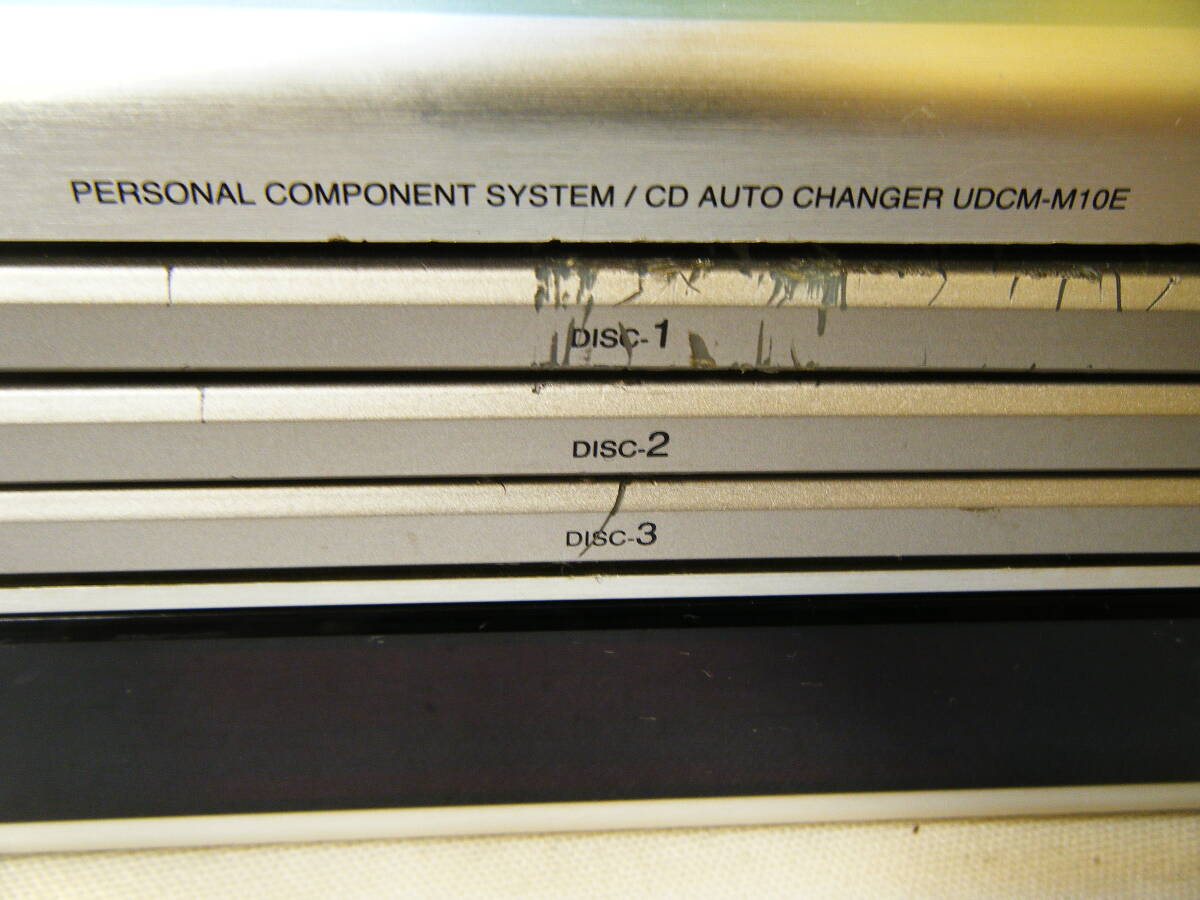 PERSONAL COMPONENT SYSTEM / CD AUTO CHANGER UDCM-M10E
DISC-1
DISC-2
DISC-3